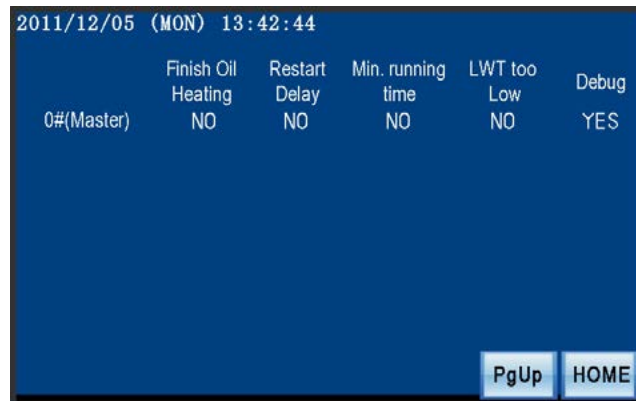 2011/12/05 (MON) 13:42:44
Finish Oil Heating Restart Delay Min. running time LWT too Low Debug
0#(Master) NO NO NO NO YES
PgUp HOME